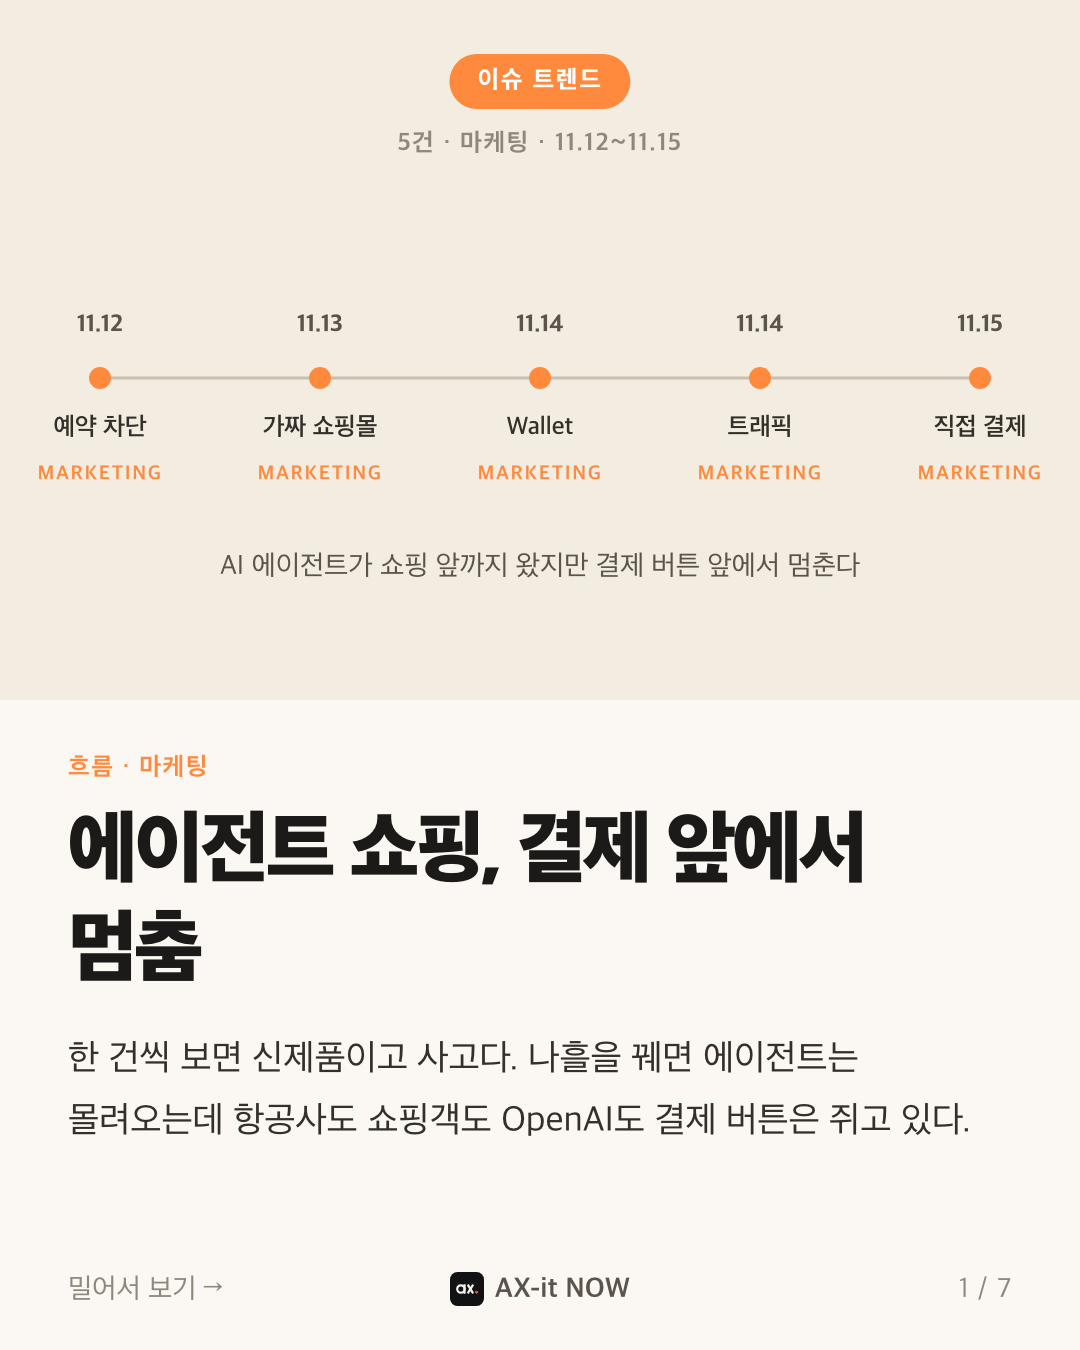 이슈 트렌드
5건 · 마케팅 · 11.12~11.15
11.12 11.13 11.14 11.14 11.15
예약 차단 가짜 쇼핑몰 Wallet 트래픽 직접 결제
MARKETING MARKETING MARKETING MARKETING MARKETING
AI 에이전트가 쇼핑 앞까지 왔지만 결제 버튼 앞에서 멈춘다
흐름 · 마케팅
에이전트 쇼핑, 결제 앞에서
멈춤
한 건씩 보면 신제품이고 사고다. 나흘을 꿰면 에이전트는
몰려오는데 항공사도 쇼핑객도 OpenAI도 결제 버튼은 쥐고 있다.
밀어서 보기 → ax. AX-it NOW 1 / 7